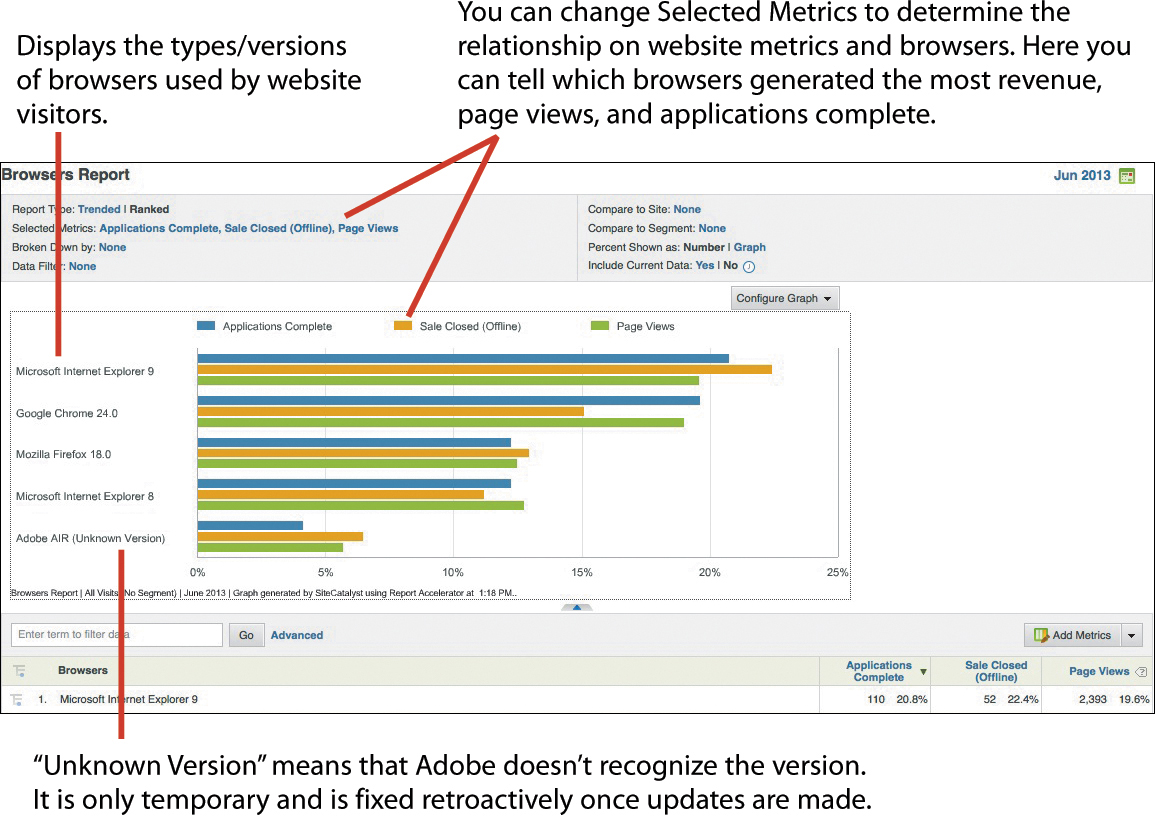 Displays the types/versions
of browsers used by website
visitors.
You can change Selected Metrics to determine the
relationship on website metrics and browsers. Here you
can tell which browsers generated the most revenue,
page views, and applications complete.
Browsers Report
Jun 2013
Report Type: Trended | Ranked
Selected Metrics: Applications Complete, Sale Closed (Offline), Page Views
Broken Down by: None
Data Filter: None
Compare to Site: None
Compare to Segment: None
Percent Shown as: Number | Graph
Include Current Data: Yes | No
Configure Graph
Applications Complete Sale Closed (Offline) Page Views
Microsoft Internet Explorer 9
Google Chrome 24.0
Mozilla Firefox 18.0
Microsoft Internet Explorer 8
Adobe AIR (Unknown Version)
0% 5% 10% 15% 20% 25%
Browsers Report | All Visits (No Segment) | June 2013 | Graph generated by SiteCatalyst using Report Accelerator at 1:18 PM..
Enter term to filter data Go Advanced
Add Metrics
Browsers
Applications
Complete
Sale Closed
(Offline)
Page Views
1. Microsoft Internet Explorer 9 110 20.8% 52 22.4% 2,393 19.6%
“Unknown Version” means that Adobe doesn’t recognize the version.
It is only temporary and is fixed retroactively once updates are made.